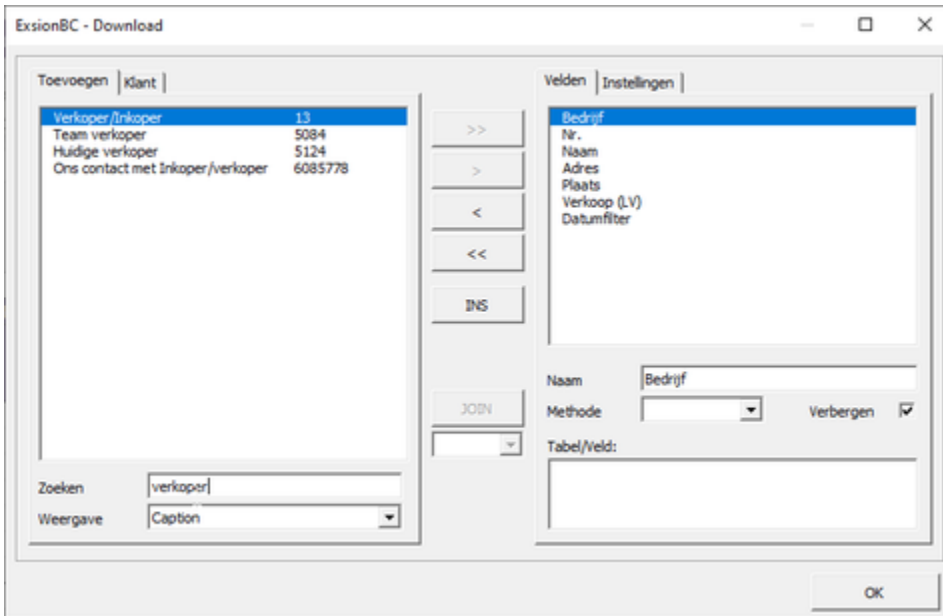 ExsionBC - Download
Toevoegen Klant
Verkoper/Inkoper 13
Team verkoper 5084
Huidige verkoper 5124
Ons contact met Inkoper/verkoper 6085778
Zoeken verkoper
Weergave Caption
>>
>
<
<<
INS
JOIN
Velden Instellingen
Bedrijf
Nr.
Naam
Adres
Plaats
Verkoop (LV)
Datumfilter
Naam Bedrijf
Methode Verbergen
Tabel/Veld:
OK